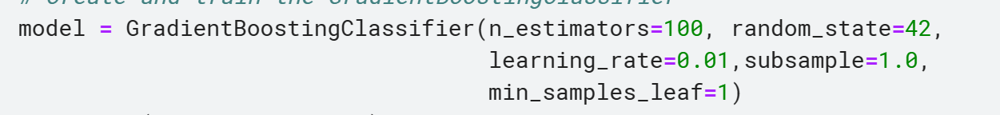 # Create and train the GradientBoostingClassifier
model = GradientBoostingClassifier(n_estimators=100, random_state=42,
learning_rate=0.01,subsample=1.0,
min_samples_leaf=1)